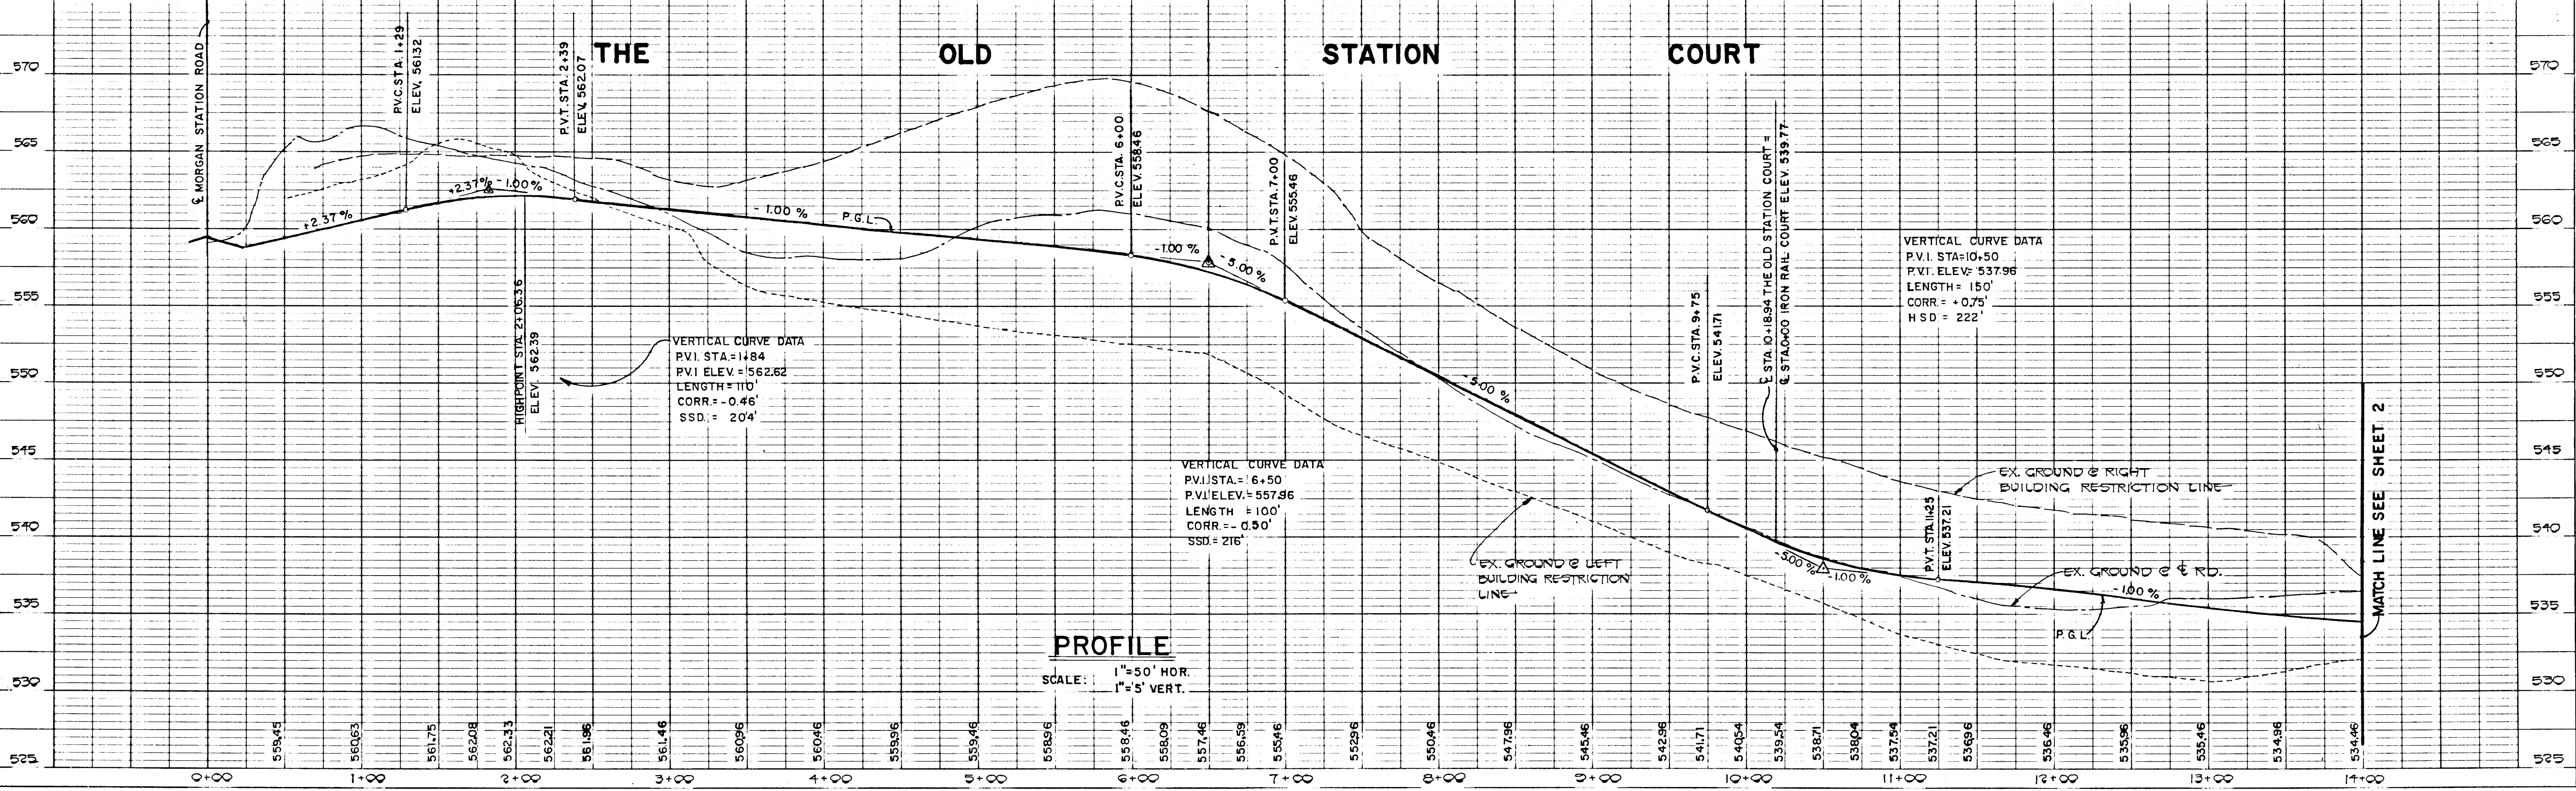 THE OLD STATION COURT
℄ MORGAN STATION ROAD
P.V.C. STA. 1+29
ELEV. 561.32
P.V.T. STA. 2+39
ELEV. 562.07
+2.37%
+2.37% -1.00%
HIGHPOINT STA. 2+06.36
ELEV. 562.39
VERTICAL CURVE DATA
P.V.I. STA.=1+84
P.V.I ELEV.=562.62
LENGTH=110'
CORR.=-0.46'
SSD.= 204'
-1.00 %
P.G.L.
P.V.C. STA. 6+00
ELEV. 558.46
-1.00 %
-5.00 %
P.V.T. STA. 7+00
ELEV. 555.46
VERTICAL CURVE DATA
P.V.I. STA.= 6+50
P.V.I. ELEV.=557.96
LENGTH =100'
CORR.=-0.50'
SSD.=216'
-5.00 %
P.V.C. STA. 9+75
ELEV. 541.71
℄ STA. 10+18.94 THE OLD STATION COURT =
℄ STA. 0+00 IRON RAIL COURT ELEV. 539.77
VERTICAL CURVE DATA
P.V.I. STA=10+50
P.V.I. ELEV.=537.96
LENGTH= 150'
CORR.= +0.75'
HSD.= 222'
-5.00 %
-1.00 %
P.V.T. STA. 11+25
ELEV. 537.21
EX. GROUND @ RIGHT
BUILDING RESTRICTION LINE
EX. GROUND @ LEFT
BUILDING RESTRICTION
LINE
EX. GROUND @ ℄ RD.
-1.00 %
P.G.L.
MATCH LINE SEE SHEET 2
PROFILE
SCALE: 1"=50' HOR.
1"=5' VERT.
570 570
565 565
560 560
555 555
550 550
545 545
540 540
535 535
530 530
525 525
559.45 560.63 561.75 562.08 562.33 562.21 561.96 561.46 560.96 560.46 559.96 559.46 558.96 558.46 558.09 557.46 556.59 555.46 552.96 550.46 547.96 545.46 542.96 541.71 540.54 539.54 538.71 538.04 537.54 537.21 536.96 536.46 535.96 535.46 534.96 534.46
0+00 1+00 2+00 3+00 4+00 5+00 6+00 7+00 8+00 9+00 10+00 11+00 12+00 13+00 14+00